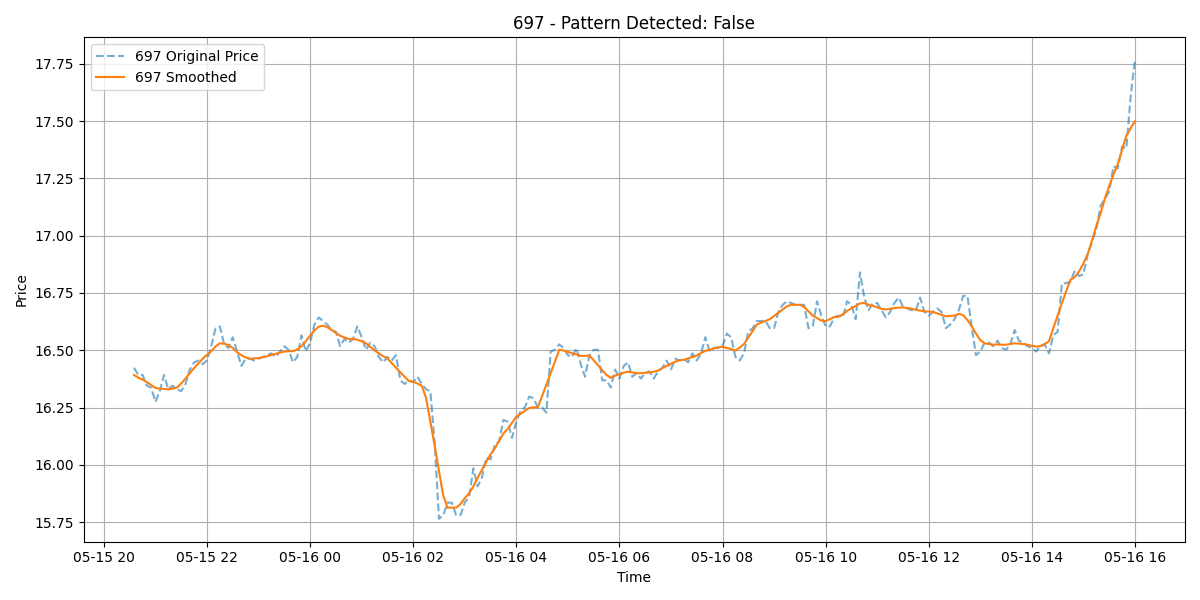 697 - Pattern Detected: False
697 Original Price
697 Smoothed
Price
17.75
17.50
17.25
17.00
16.75
16.50
16.25
16.00
15.75
05-15 20 05-15 22 05-16 00 05-16 02 05-16 04 05-16 06 05-16 08 05-16 10 05-16 12 05-16 14 05-16 16
Time